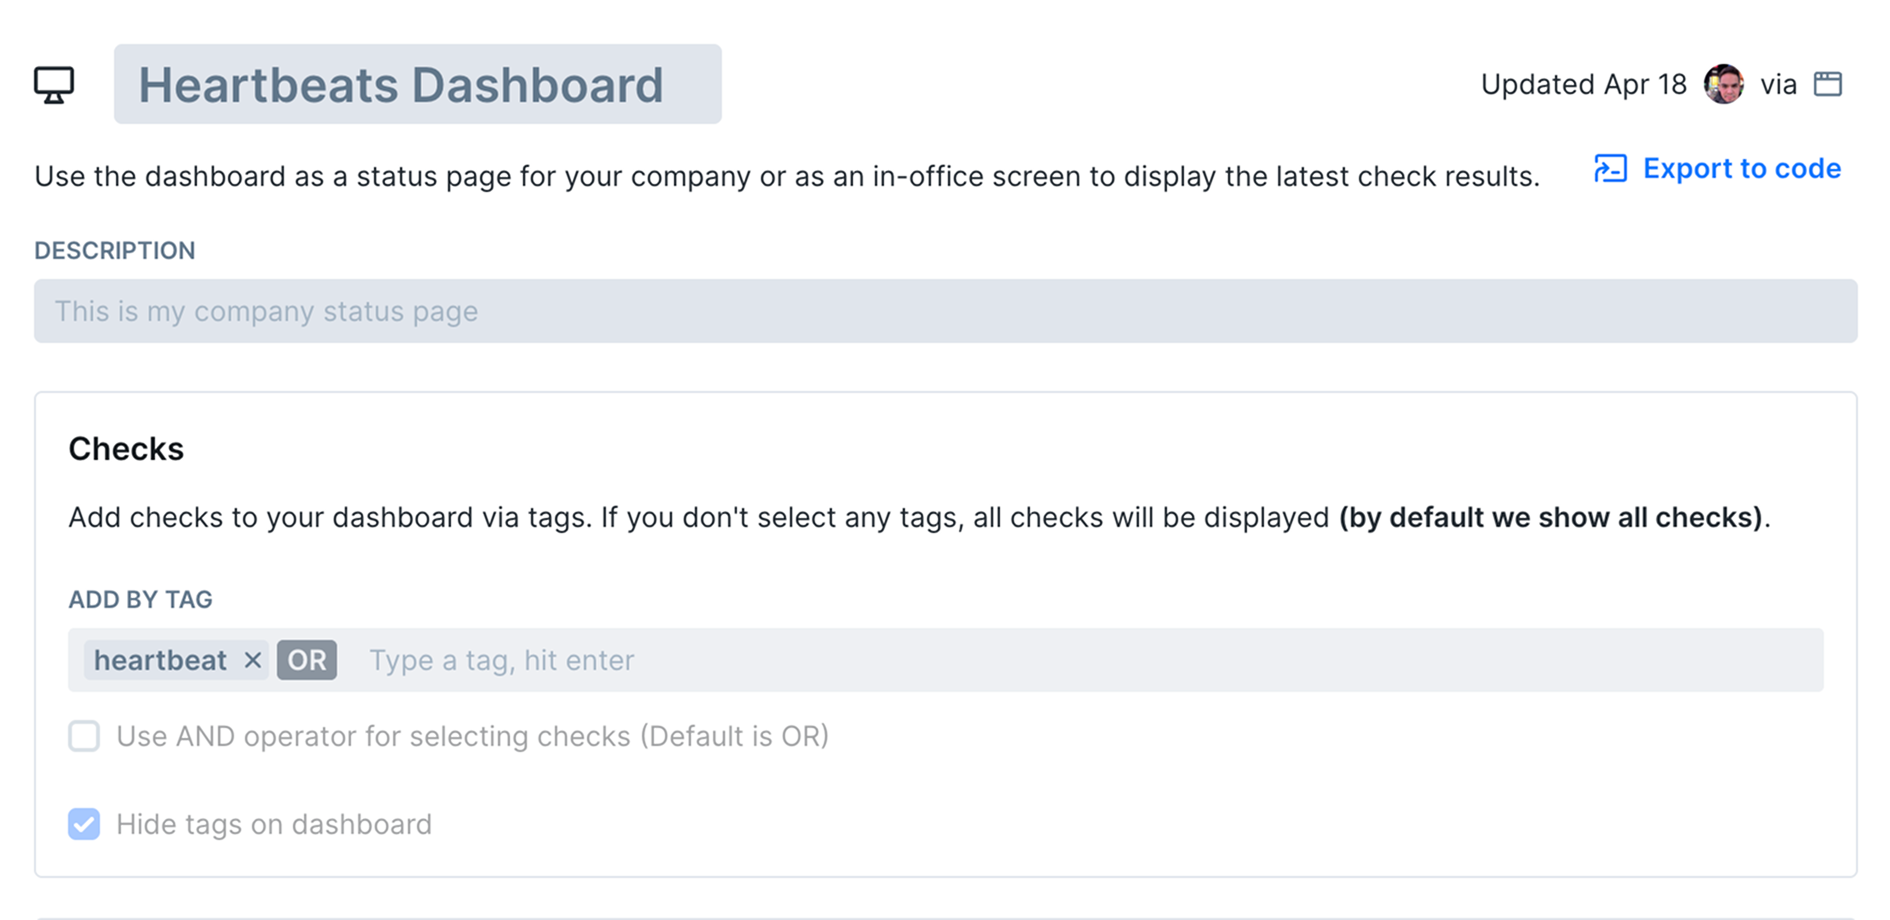 Heartbeats Dashboard
Updated Apr 18 via
Use the dashboard as a status page for your company or as an in-office screen to display the latest check results.
Export to code
DESCRIPTION
This is my company status page
Checks
Add checks to your dashboard via tags. If you don't select any tags, all checks will be displayed (by default we show all checks).
ADD BY TAG
heartbeat × OR Type a tag, hit enter
Use AND operator for selecting checks (Default is OR)
Hide tags on dashboard